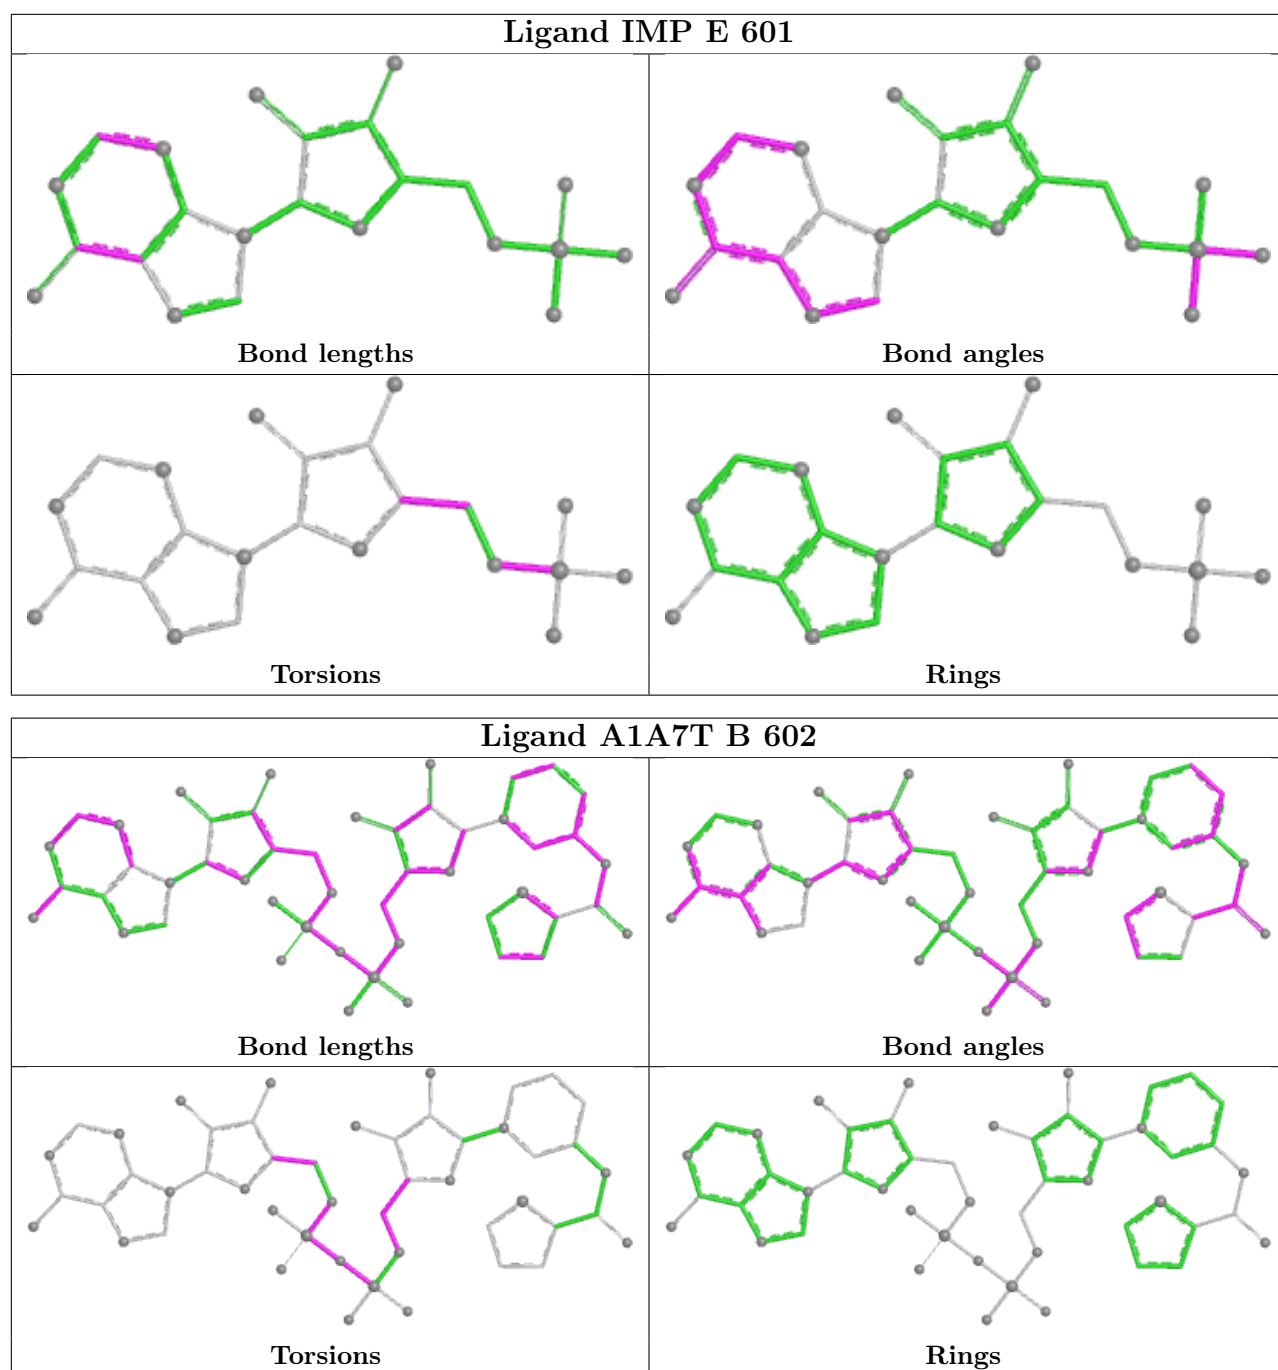 Ligand IMP E 601
Bond lengths
Bond angles
Torsions
Rings
Ligand A1A7T B 602
Bond lengths
Bond angles
Torsions
Rings